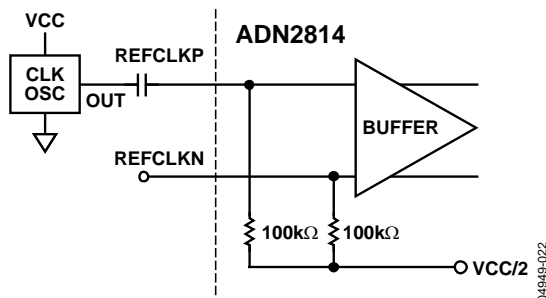 VCC
REFCLKP
ADN2814
CLK
OSC
OUT
BUFFER
REFCLKN
100kΩ 100kΩ
VCC/2
04949-022